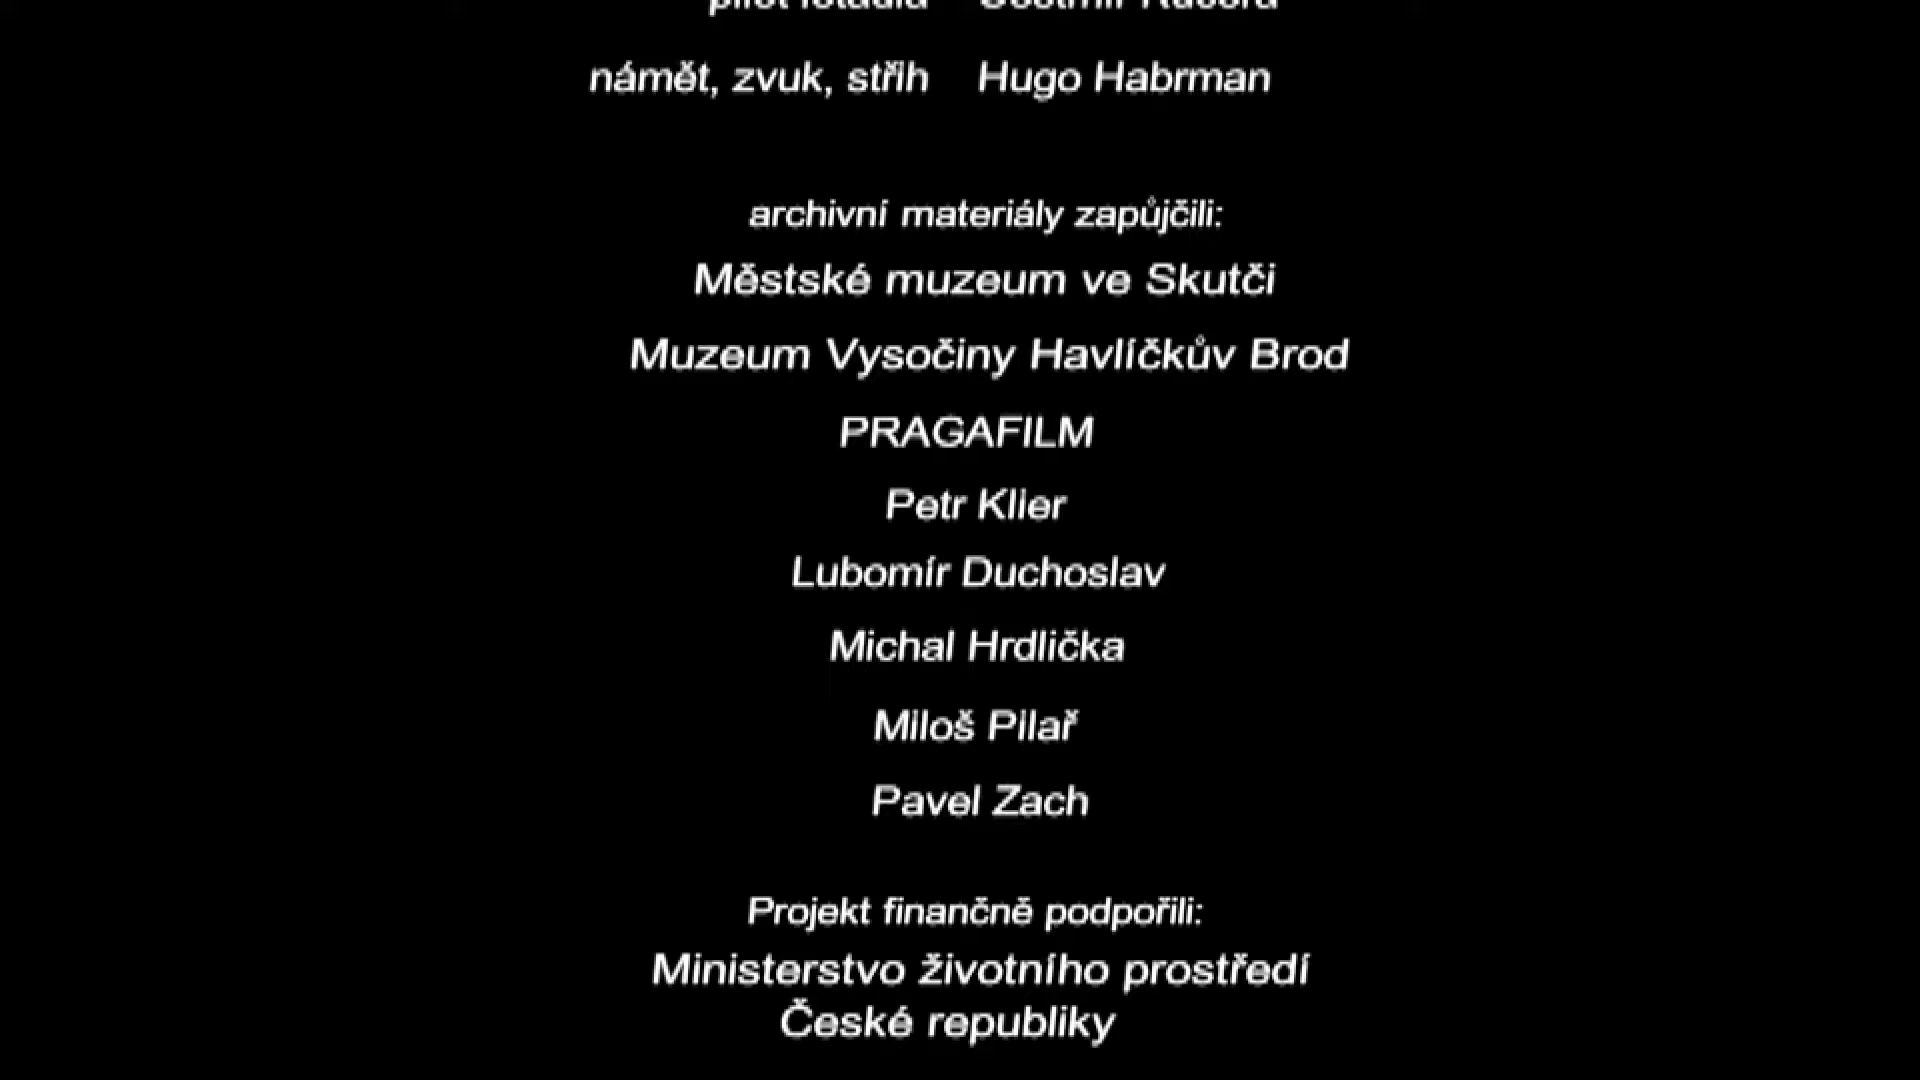 námět, zvuk, střih Hugo Habrman
archivní materiály zapůjčili:
Městské muzeum ve Skutči
Muzeum Vysočiny Havlíčkův Brod
PRAGAFILM
Petr Klier
Lubomír Duchoslav
Michal Hrdlička
Miloš Pilař
Pavel Zach
Projekt finančně podpořili:
Ministerstvo životního prostředí
České republiky